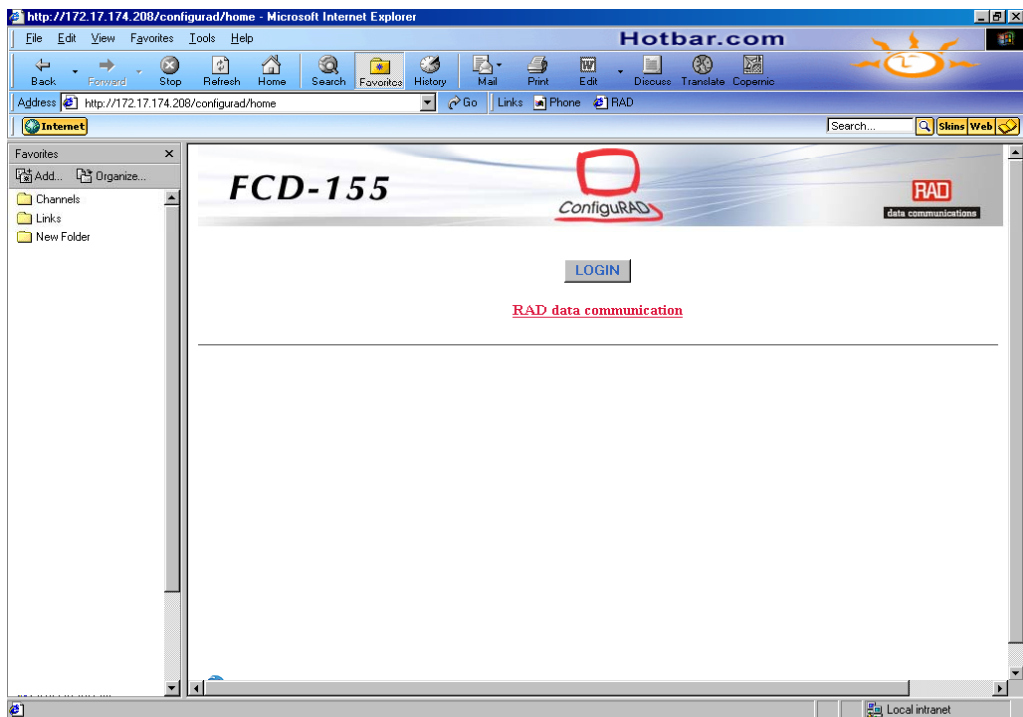 http://172.17.174.208/configurad/home - Microsoft Internet Explorer
File Edit View Favorites Tools Help
Hotbar.com
Back Forward Stop Refresh Home Search Favorites History Mail Print Edit Discuss Translate Copernic
Address http://172.17.174.208/configurad/home Go Links Phone RAD
Internet Search... Skins Web
Favorites
Add... Organize...
Channels
Links
New Folder
FCD-155
ConfiguRAD
RAD
data communications
LOGIN
RAD data communication
Local intranet